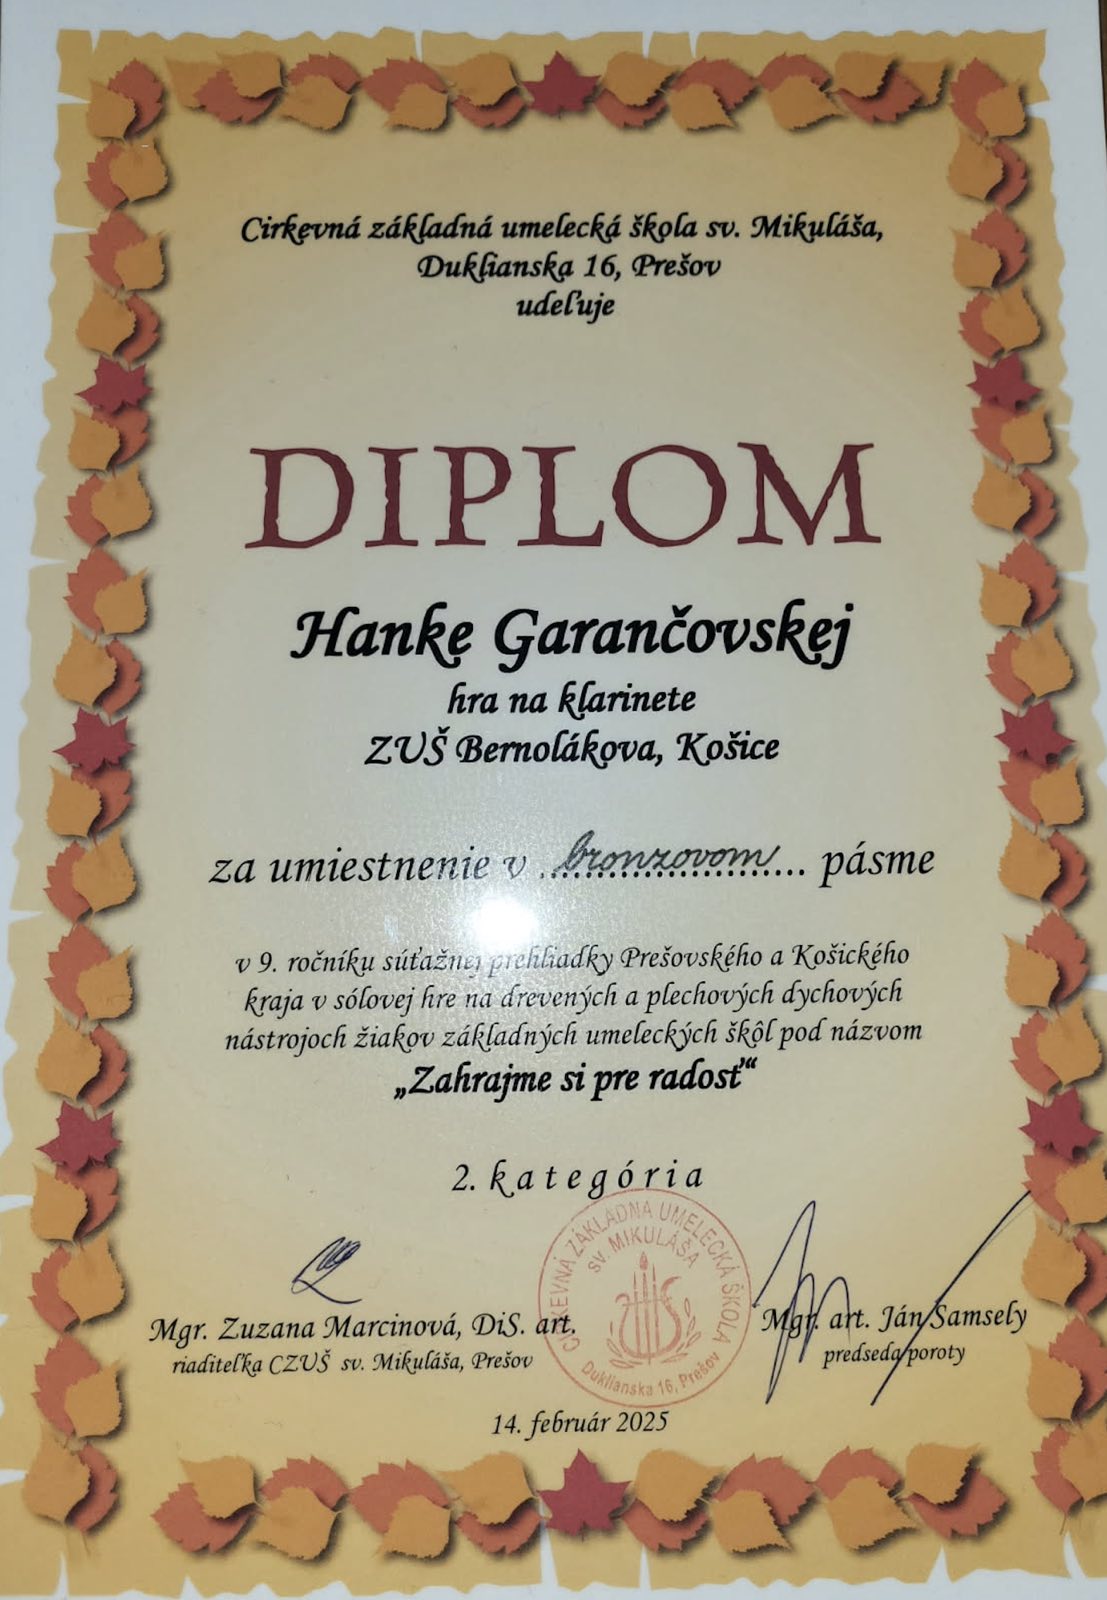 Cirkevná základná umelecká škola sv. Mikuláša,
Duklianska 16, Prešov
udeľuje
DIPLOM
Hanke Garančovskej
hra na klarinete
ZUŠ Bernolákova, Košice
za umiestnenie v ..bronzovom... pásme
v 9. ročníku súťažnej prehliadky Prešovského a Košického
kraja v sólovej hre na drevených a plechových dychových
nástrojoch žiakov základných umeleckých škôl pod názvom
„Zahrajme si pre radosť“
2. kategória
CIRKEVNÁ ZÁKLADNÁ UMELECKÁ ŠKOLA
SV. MIKULÁŠA
Duklianska 16, Prešov
Mgr. Zuzana Marcinová, DiS. art.
riaditeľka CZUŠ sv. Mikuláša, Prešov
Mgr. art. Ján Samsely
predseda poroty
14. február 2025